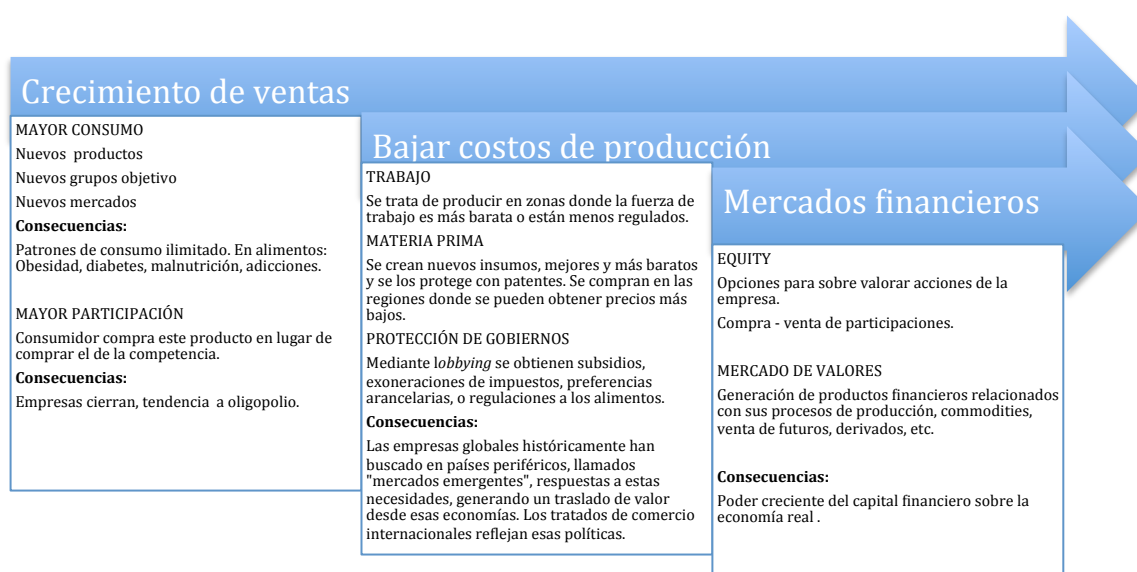 Crecimiento de ventas
MAYOR CONSUMO
Nuevos productos
Nuevos grupos objetivo
Nuevos mercados
Consecuencias:
Patrones de consumo ilimitado. En alimentos:
Obesidad, diabetes, malnutrición, adicciones.
MAYOR PARTICIPACIÓN
Consumidor compra este producto en lugar de
comprar el de la competencia.
Consecuencias:
Empresas cierran, tendencia a oligopolio.
Bajar costos de producción
TRABAJO
Se trata de producir en zonas donde la fuerza de
trabajo es más barata o están menos regulados.
MATERIA PRIMA
Se crean nuevos insumos, mejores y más baratos
y se los protege con patentes. Se compran en las
regiones donde se pueden obtener precios más
bajos.
PROTECCIÓN DE GOBIERNOS
Mediante lobbying se obtienen subsidios,
exoneraciones de impuestos, preferencias
arancelarias, o regulaciones a los alimentos.
Consecuencias:
Las empresas globales históricamente han
buscado en países periféricos, llamados
"mercados emergentes", respuestas a estas
necesidades, generando un traslado de valor
desde esas economías. Los tratados de comercio
internacionales reflejan esas políticas.
Mercados financieros
EQUITY
Opciones para sobre valorar acciones de la
empresa.
Compra - venta de participaciones.
MERCADO DE VALORES
Generación de productos financieros relacionados
con sus procesos de producción, commodities,
venta de futuros, derivados, etc.
Consecuencias:
Poder creciente del capital financiero sobre la
economía real .